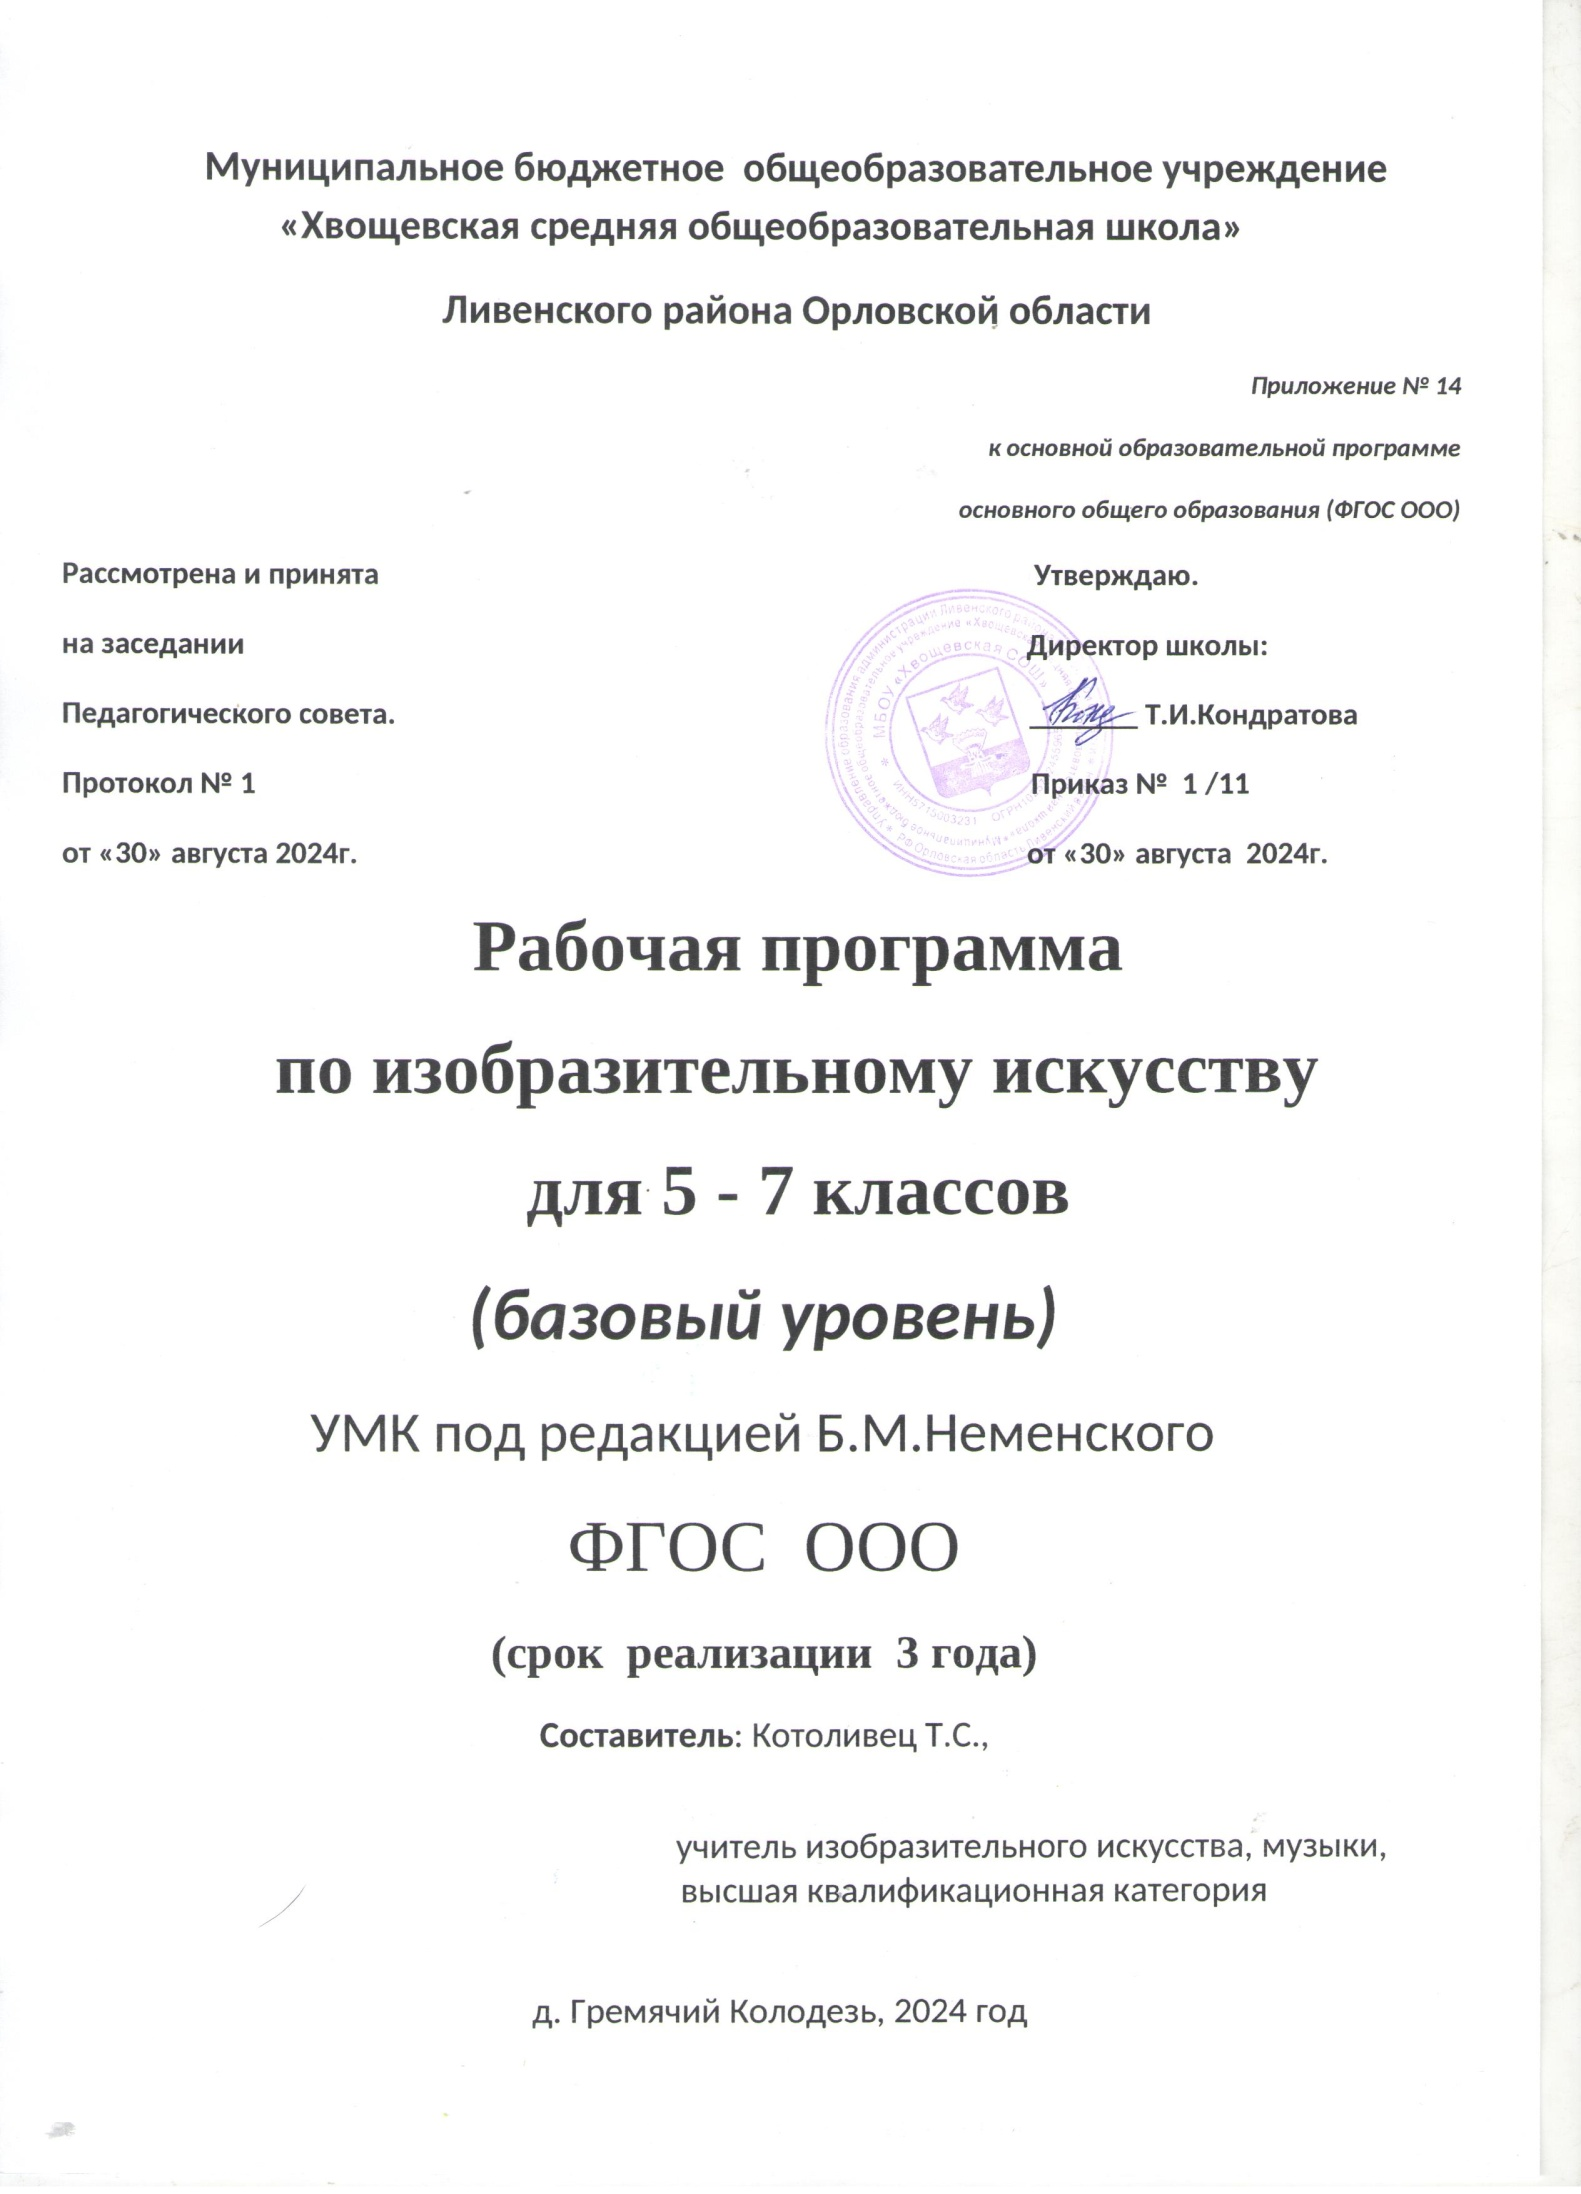 Муниципальное бюджетное общеобразовательное учреждение
«Хвощевская средняя общеобразовательная школа»
Ливенского района Орловской области
Приложение № 14
к основной образовательной программе
основного общего образования (ФГОС ООО)
Рассмотрена и принята Утверждаю.
на заседании Директор школы:
Педагогического совета. Т.И.Кондратова
Протокол № 1 Приказ № 1 /11
от «30» августа 2024г. от «30» августа 2024г.
МБОУ «Хвощевская СОШ»
ИНН5715003231
Рабочая программа
по изобразительному искусству
для 5 - 7 классов
(базовый уровень)
УМК под редакцией Б.М.Неменского
ФГОС ООО
(срок реализации 3 года)
Составитель: Котоливец Т.С.,
учитель изобразительного искусства, музыки,
высшая квалификационная категория
д. Гремячий Колодезь, 2024 год